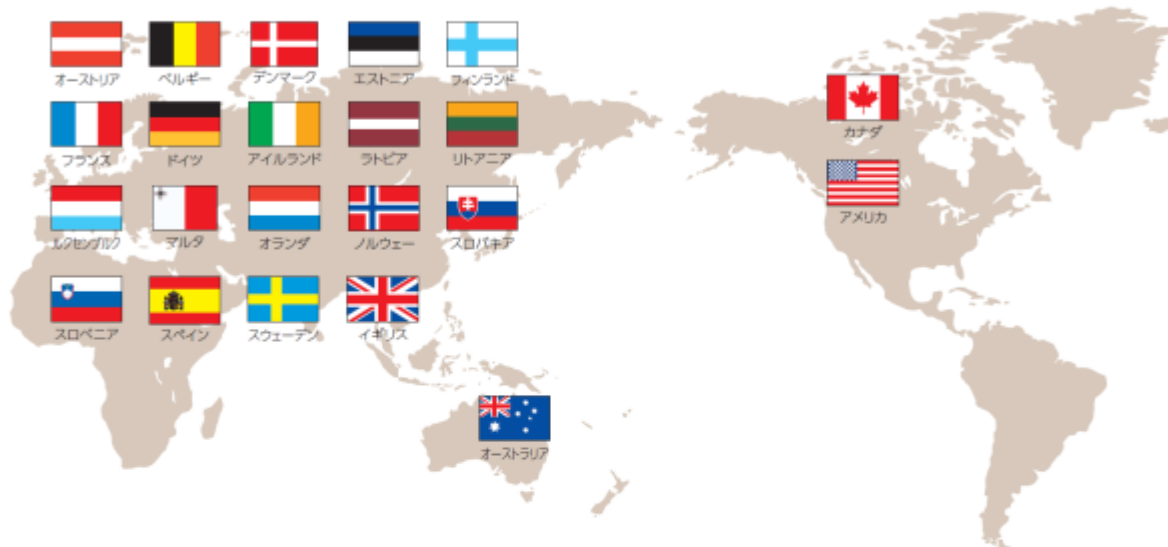 オーストリア
ベルギー
デンマーク
エストニア
フィンランド
フランス
ドイツ
アイルランド
ラトビア
リトアニア
ルクセンブルク
マルタ
オランダ
ノルウェー
スロバキア
スロベニア
スペイン
スウェーデン
イギリス
カナダ
アメリカ
オーストラリア